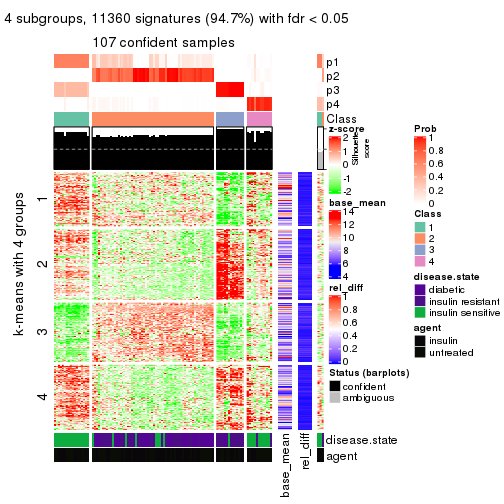 4 subgroups, 11360 signatures (94.7%) with fdr < 0.05
107 confident samples
p1
p2
p3
p4
Class
Silhouette score
k-means with 4 groups
1
2
3
4
disease.state
agent
base_mean
rel_diff
z-score
2
1
0
-1
-2
base_mean
14
12
10
8
6
4
rel_diff
1
0.8
0.6
0.4
0.2
0
Status (barplots)
confident
ambiguous
Prob
1
0.8
0.6
0.4
0.2
0
Class
1
2
3
4
disease.state
diabetic
insulin resistant
insulin sensitive
agent
insulin
untreated